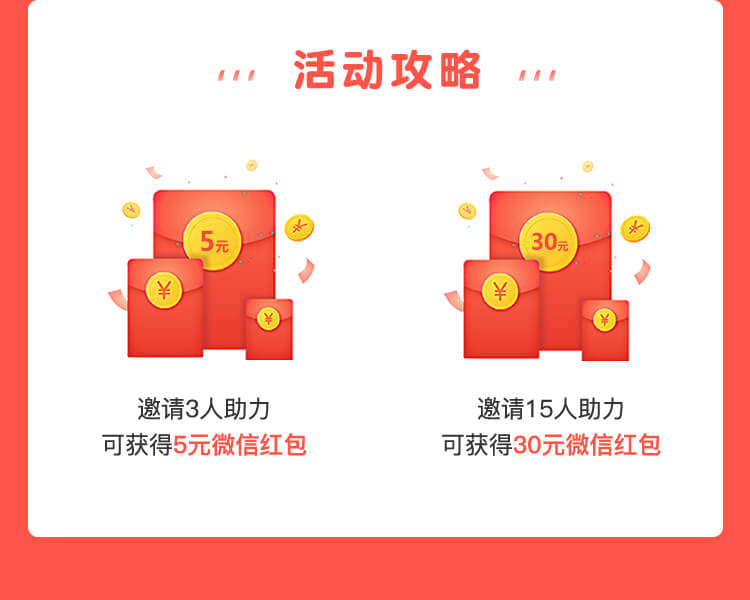 活动攻略
5元
¥
¥
¥
¥
30元
¥
¥
¥
¥
邀请3人助力
可获得5元微信红包
邀请15人助力
可获得30元微信红包